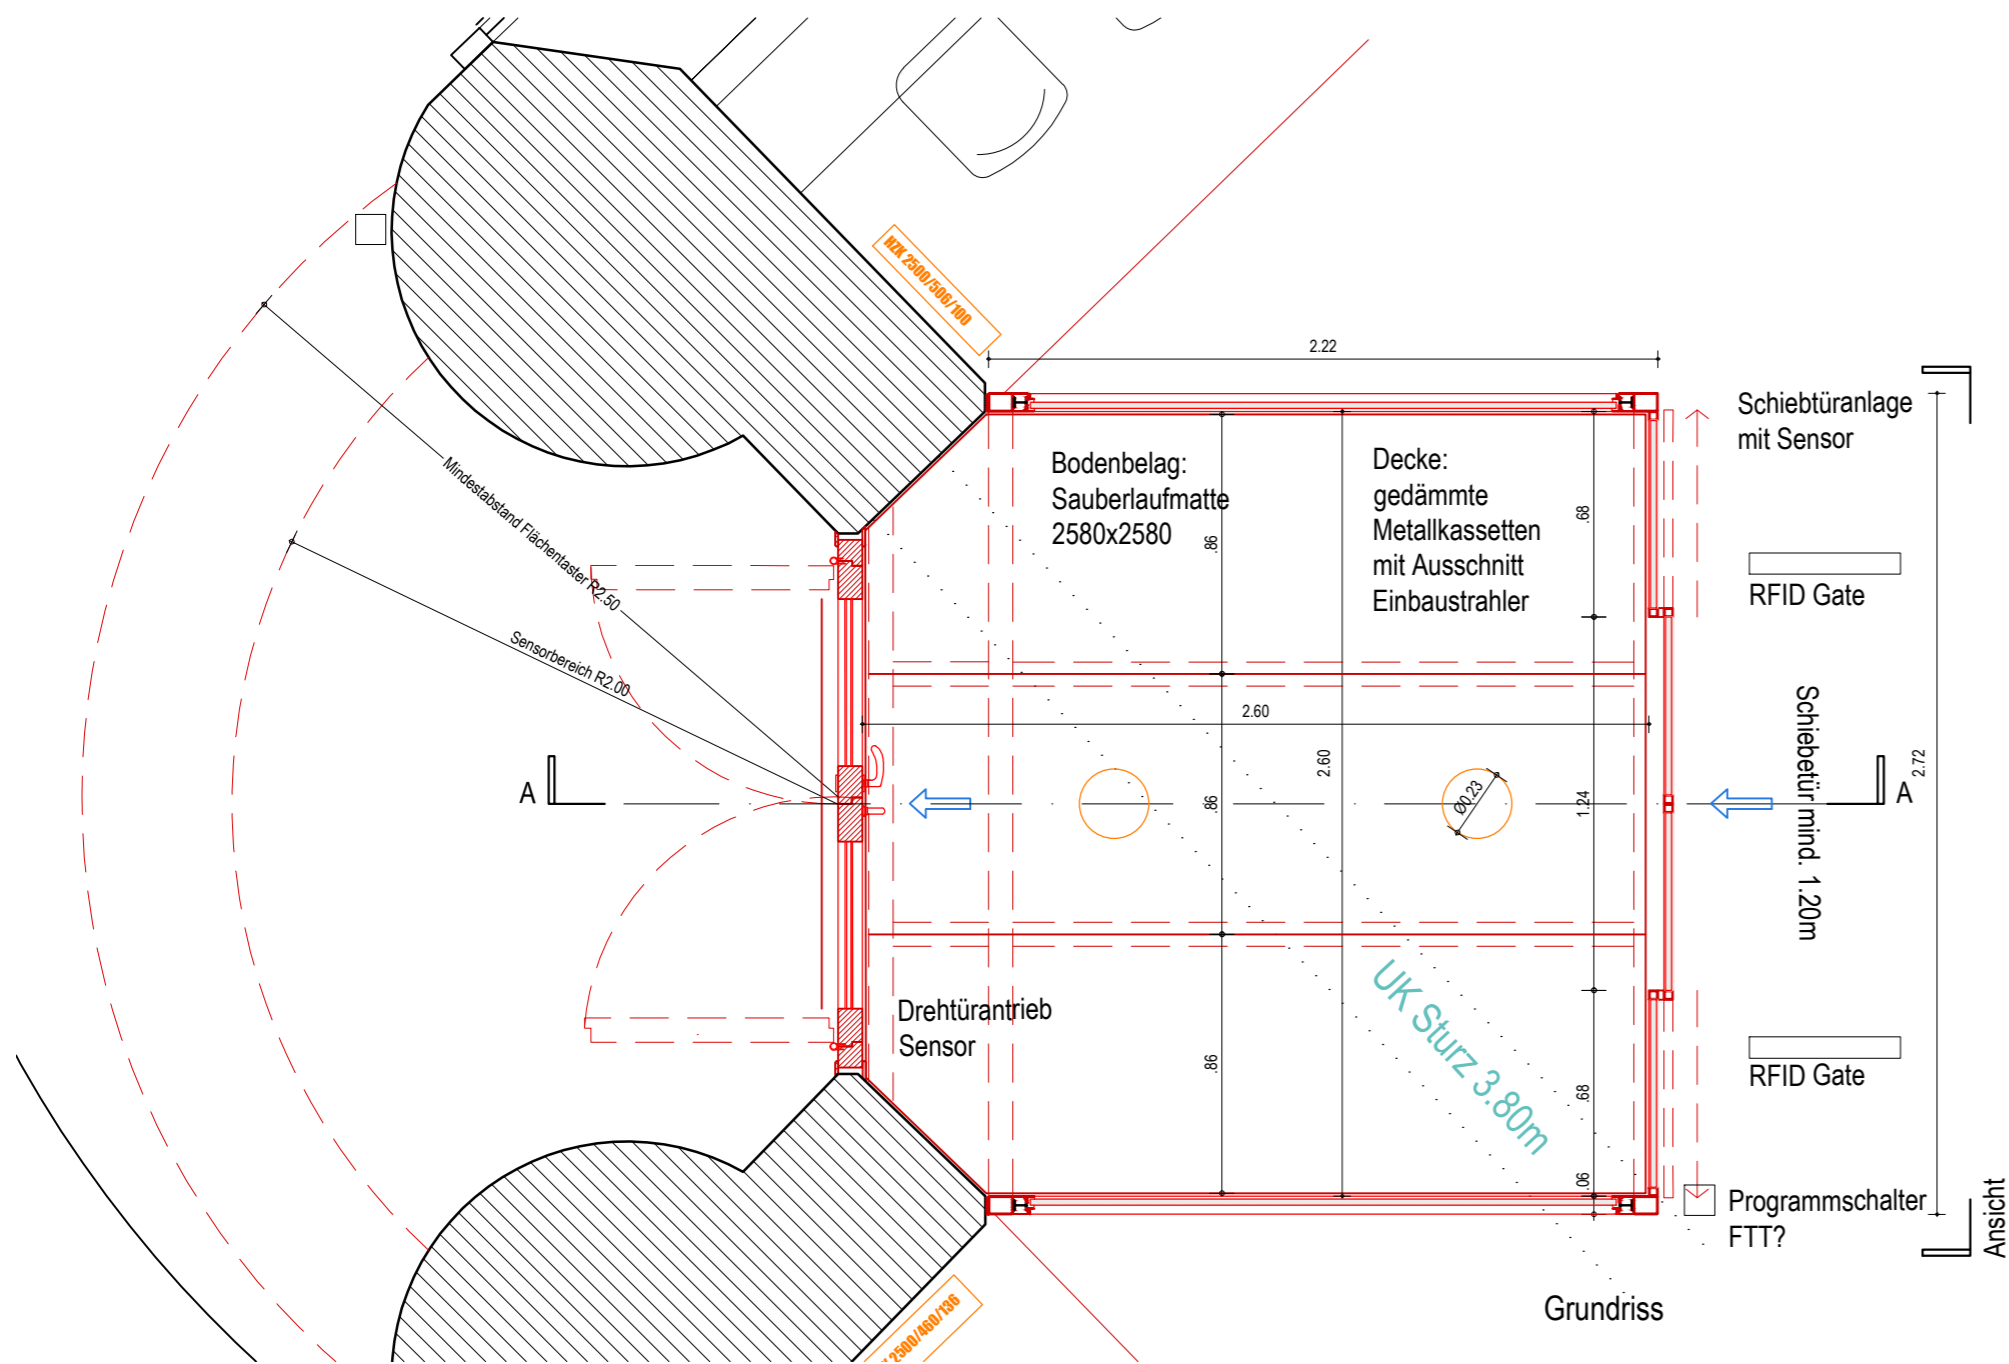 HZK 2500/506/100
2.22
Schiebtüranlage
mit Sensor
Bodenbelag:
Sauberlaufmatte
2580x2580
Decke:
gedämmte
Metallkassetten
mit Ausschnitt
Einbaustrahler
.86
.68
Mindestabstand Flächentaster R2.50
Sensorbereich R2.00
RFID Gate
2.60
2.60
Schiebetür mind. 1.20m
2.72
A
.86
Ø0.23
1.24
A
UK Sturz 3.80m
Drehtürantrieb
Sensor
.86
.68
RFID Gate
.06
Programmschalter
FTT?
Ansicht
2500/460/136
Grundriss